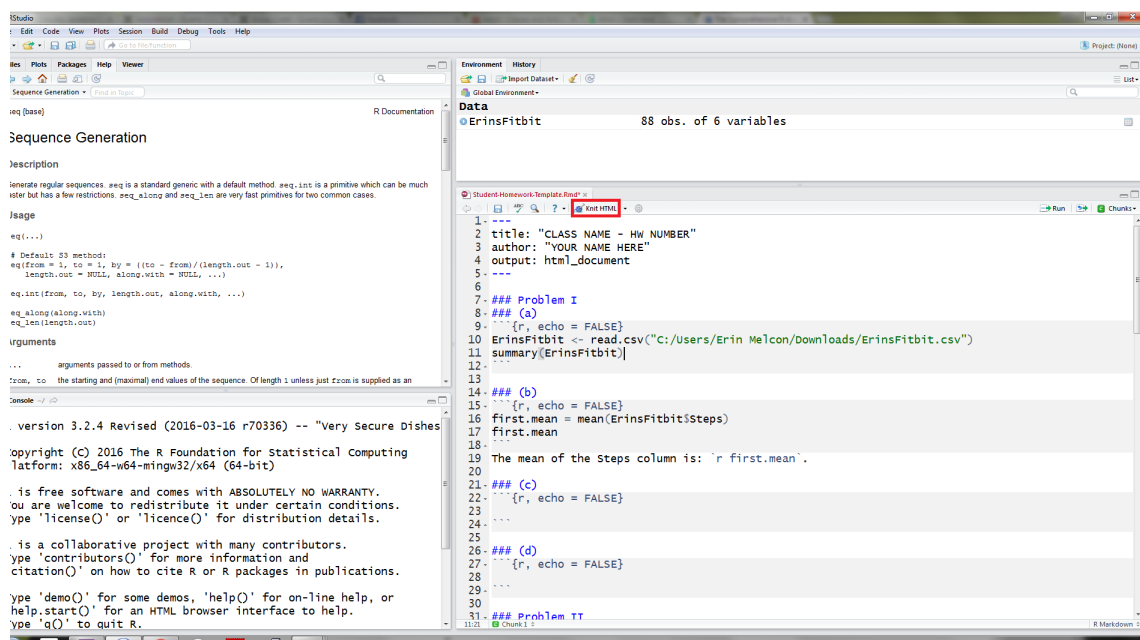 RStudio
Edit Code View Plots Session Build Debug Tools Help
Go to file/function
Project: (None)
Plots Packages Help Viewer
Sequence Generation Find in Topic
{base}
R Documentation
Sequence Generation
Description
Generate regular sequences. seq is a standard generic with a default method. seq.int is a primitive which can be much
faster but has a few restrictions. seq_along and seq_len are very fast primitives for two common cases.
Usage
eq(...)
# Default S3 method:
eq(from = 1, to = 1, by = ((to - from)/(length.out - 1)),
length.out = NULL, along.with = NULL, ...)
eq.int(from, to, by, length.out, along.with, ...)
eq_along(along.with)
eq_len(length.out)
Arguments
... arguments passed to or from methods.
from, to the starting and (maximal) end values of the sequence. Of length 1 unless just from is supplied as an
Console ~/
version 3.2.4 Revised (2016-03-16 r70336) -- "Very Secure Dishes
Copyright (C) 2016 The R Foundation for Statistical Computing
Platform: x86_64-w64-mingw32/x64 (64-bit)
is free software and comes with ABSOLUTELY NO WARRANTY.
You are welcome to redistribute it under certain conditions.
Type 'license()' or 'licence()' for distribution details.
is a collaborative project with many contributors.
Type 'contributors()' for more information and
citation()' on how to cite R or R packages in publications.
Type 'demo()' for some demos, 'help()' for on-line help, or
help.start()' for an HTML browser interface to help.
Type 'q()' to quit R.
Environment History
Import Dataset
List
Global Environment
Data
ErinsFitbit 88 obs. of 6 variables
Student-Homework-Template.Rmd*
ABC ? Knit HTML Run Chunks
1 ---
2 title: "CLASS NAME - HW NUMBER"
3 author: "YOUR NAME HERE"
4 output: html_document
5 ---
6
7 ### Problem I
8 ### (a)
9 ```{r, echo = FALSE}
10 ErinsFitbit <- read.csv("C:/Users/Erin Melcon/Downloads/ErinsFitbit.csv")
11 summary(ErinsFitbit)
12 ```
13
14 ### (b)
15 ```{r, echo = FALSE}
16 first.mean = mean(ErinsFitbit$Steps)
17 first.mean
18 ```
19 The mean of the Steps column is: `r first.mean`.
20
21 ### (c)
22 ```{r, echo = FALSE}
23
24 ```
25
26 ### (d)
27 ```{r, echo = FALSE}
28
29 ```
30
31 ### Problem II
11:21 Chunk 1 R Markdown